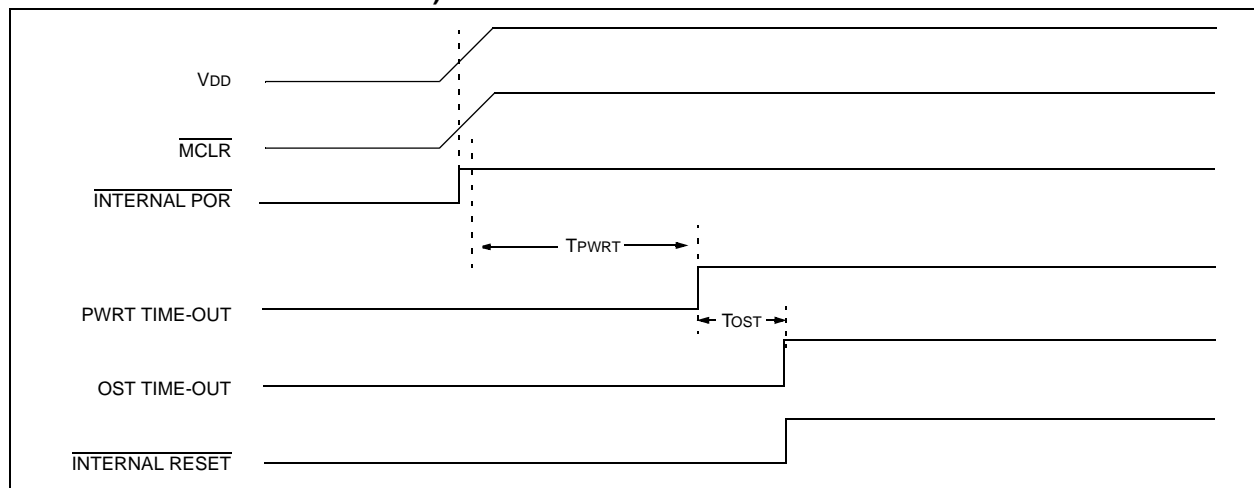 )
VDD
MCLR
INTERNAL POR
TPWRT
PWRT TIME-OUT
TOST
OST TIME-OUT
INTERNAL RESET